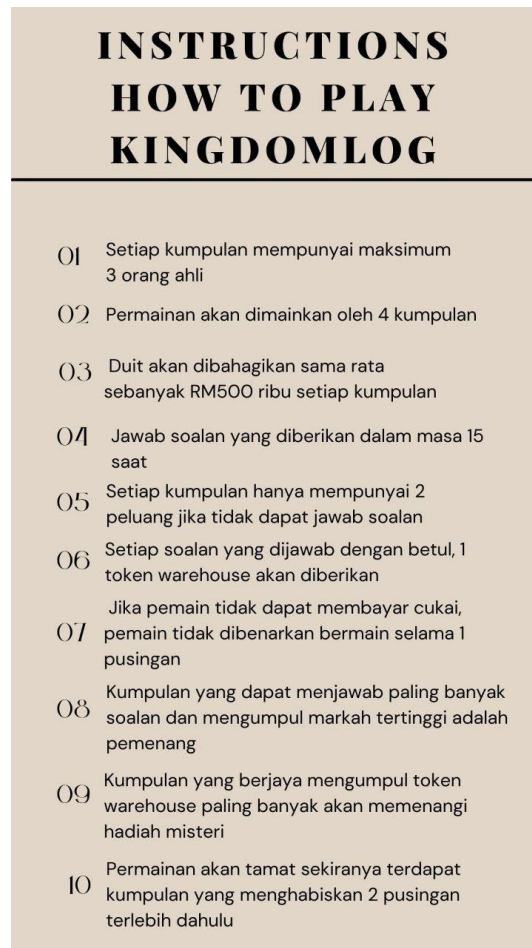 INSTRUCTIONS
HOW TO PLAY
KINGDOMLOG
01 Setiap kumpulan mempunyai maksimum
3 orang ahli
02 Permainan akan dimainkan oleh 4 kumpulan
03 Duit akan dibahagikan sama rata
sebanyak RM500 ribu setiap kumpulan
04 Jawab soalan yang diberikan dalam masa 15
saat
05 Setiap kumpulan hanya mempunyai 2
peluang jika tidak dapat jawab soalan
06 Setiap soalan yang dijawab dengan betul, 1
token warehouse akan diberikan
07 Jika pemain tidak dapat membayar cukai,
pemain tidak dibenarkan bermain selama 1
pusingan
08 Kumpulan yang dapat menjawab paling banyak
soalan dan mengumpul markah tertinggi adalah
pemenang
09 Kumpulan yang berjaya mengumpul token
warehouse paling banyak akan memenangi
hadiah misteri
10 Permainan akan tamat sekiranya terdapat
kumpulan yang menghabiskan 2 pusingan
terlebih dahulu